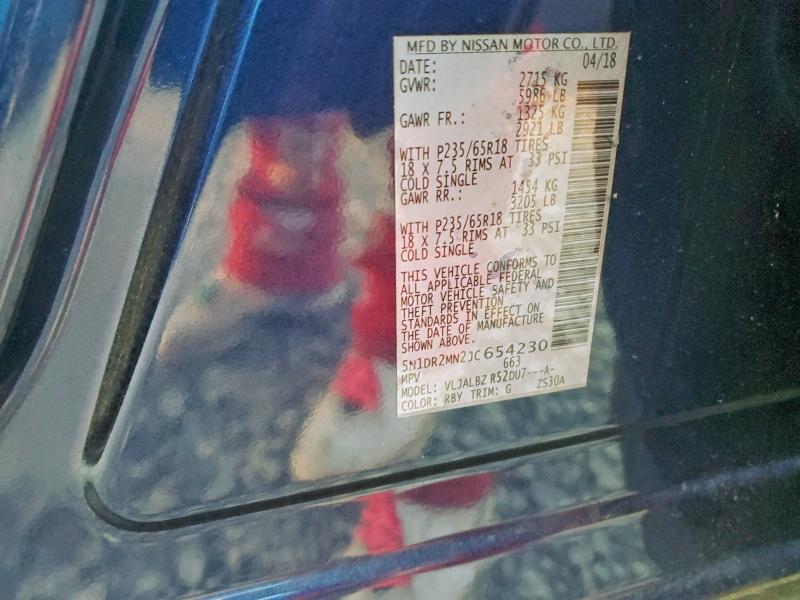 MFD BY NISSAN MOTOR CO., LTD.
DATE: 04/18
GVWR: 2715 KG
5986 LB
GAWR FR.: 1325 KG
2921 LB
WITH P235/65R18 TIRES
18 X 7.5 RIMS AT 33 PSI
COLD SINGLE
GAWR RR.: 1454 KG
3205 LB
WITH P235/65R18 TIRES
18 X 7.5 RIMS AT 33 PSI
COLD SINGLE
THIS VEHICLE CONFORMS TO
ALL APPLICABLE FEDERAL
MOTOR VEHICLE SAFETY AND
THEFT PREVENTION
STANDARDS IN EFFECT ON
THE DATE OF MANUFACTURE
SHOWN ABOVE.
5N1DR2MN2JC654230
MPV 663
MODEL: VLJALBZ R52DU7---A-
COLOR: RBY TRIM: G ZS30A